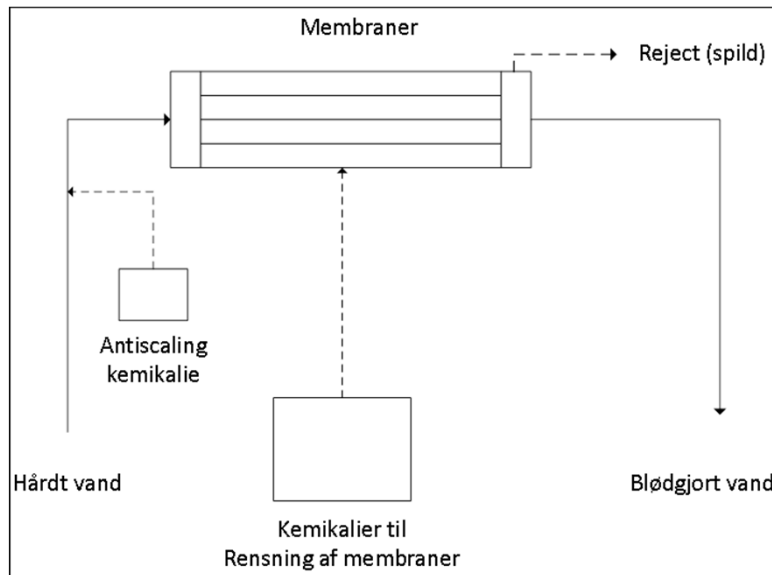 Membraner
Reject (spild)
Antiscaling
kemikalie
Hårdt vand
Blødgjort vand
Kemikalier til
Rensning af membraner